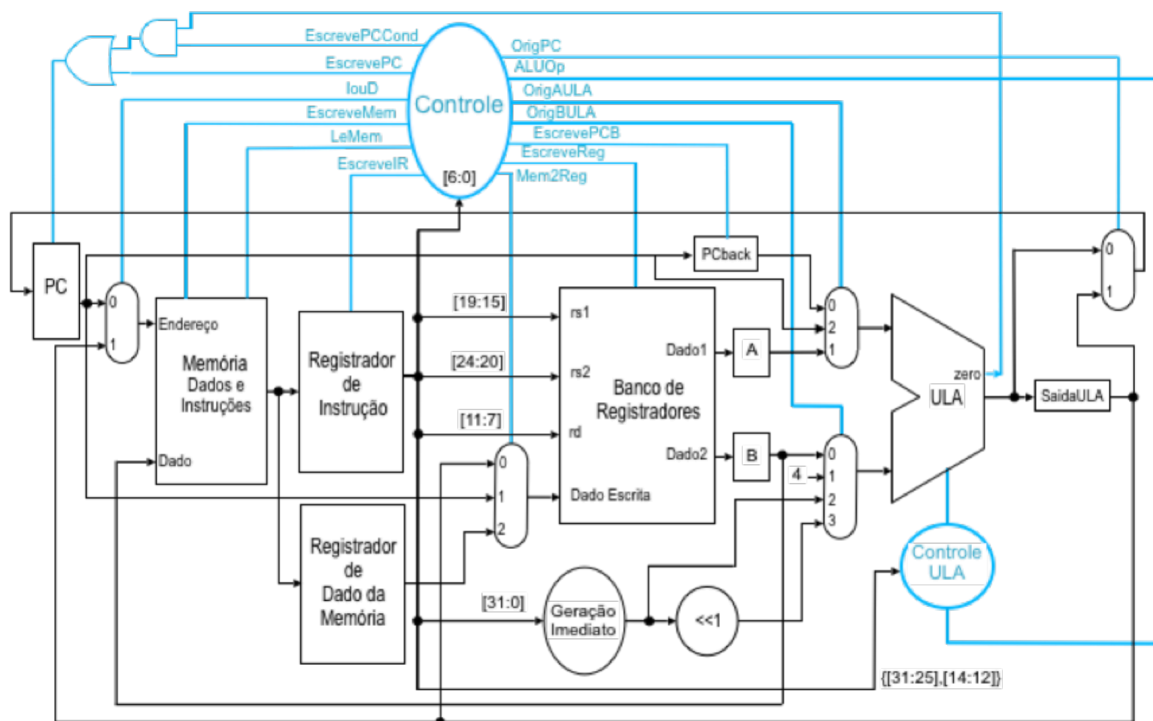 EscrevePCCond
EscrevePC
IouD
EscreveMem
LeMem
EscreveIR
Controle
[6:0]
OrigPC
ALUOp
OrigAULA
OrigBULA
EscrevePCB
EscreveReg
Mem2Reg
PC
0
1
Endereço
Memória
Dados e
Instruções
Dado
Registrador
de
Instrução
Registrador
de
Dado da
Memória
[19:15]
[24:20]
[11:7]
0
1
2
[31:0]
rs1
rs2
rd
Dado Escrita
Banco de
Registradores
Dado1
Dado2
Geração
Imediato
<<1
PCback
A
B
4
0
2
1
0
1
2
3
zero
ULA
Controle
ULA
{[31:25],[14:12]}
SaídaULA
0
1